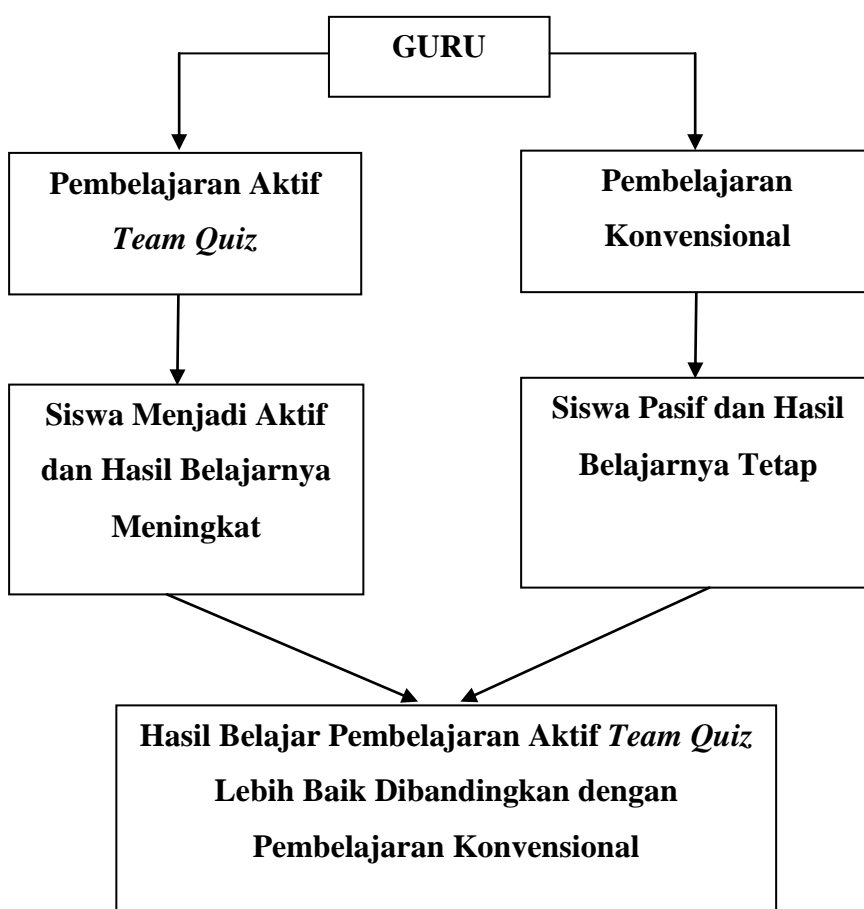 GURU
Pembelajaran Aktif
Team Quiz
Pembelajaran
Konvensional
Siswa Menjadi Aktif
dan Hasil Belajarnya
Meningkat
Siswa Pasif dan Hasil
Belajarnya Tetap
Hasil Belajar Pembelajaran Aktif Team Quiz
Lebih Baik Dibandingkan dengan
Pembelajaran Konvensional